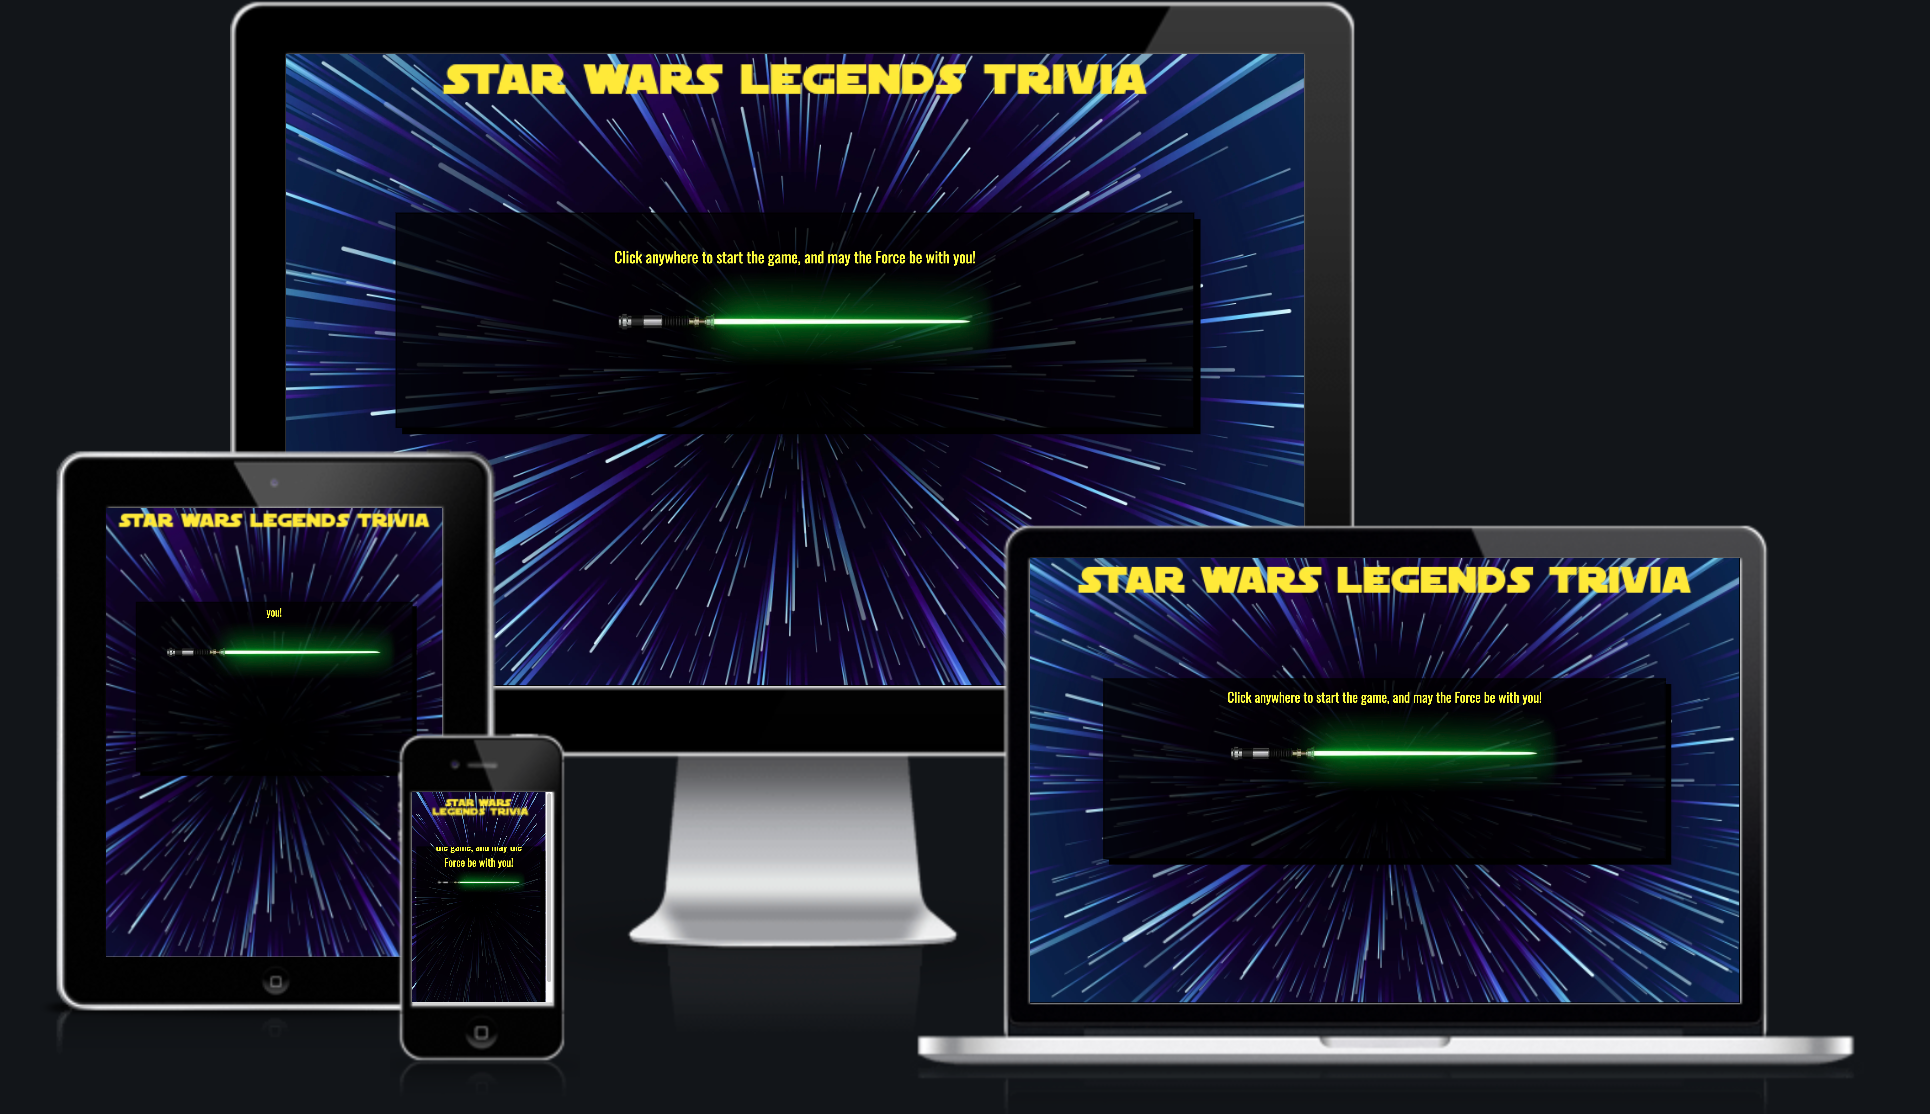 STAR WARS LEGENDS TRIVIA
Click anywhere to start the game, and may the Force be with you!
STAR WARS LEGENDS TRIVIA
you!
STAR WARS
LEGENDS TRIVIA
the game, and may the
Force be with you!
STAR WARS LEGENDS TRIVIA
Click anywhere to start the game, and may the Force be with you!